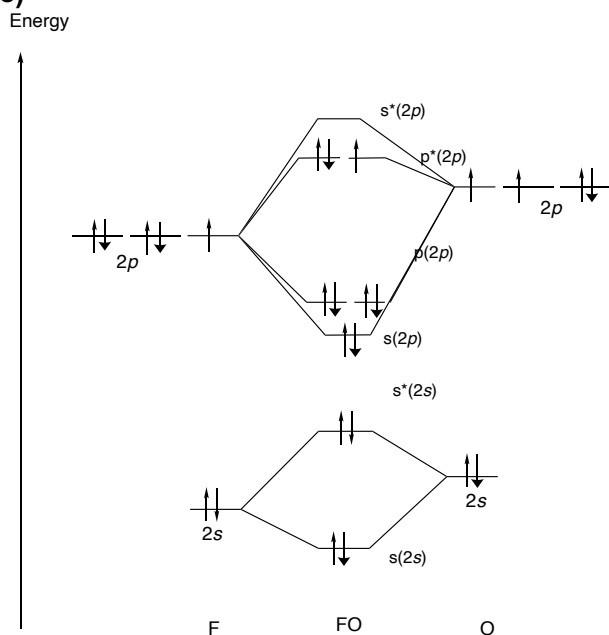 Energy
s*(2p)
p*(2p)
2p
p(2p)
2p
s(2p)
s*(2s)
2s
2s
s(2s)
F FO O